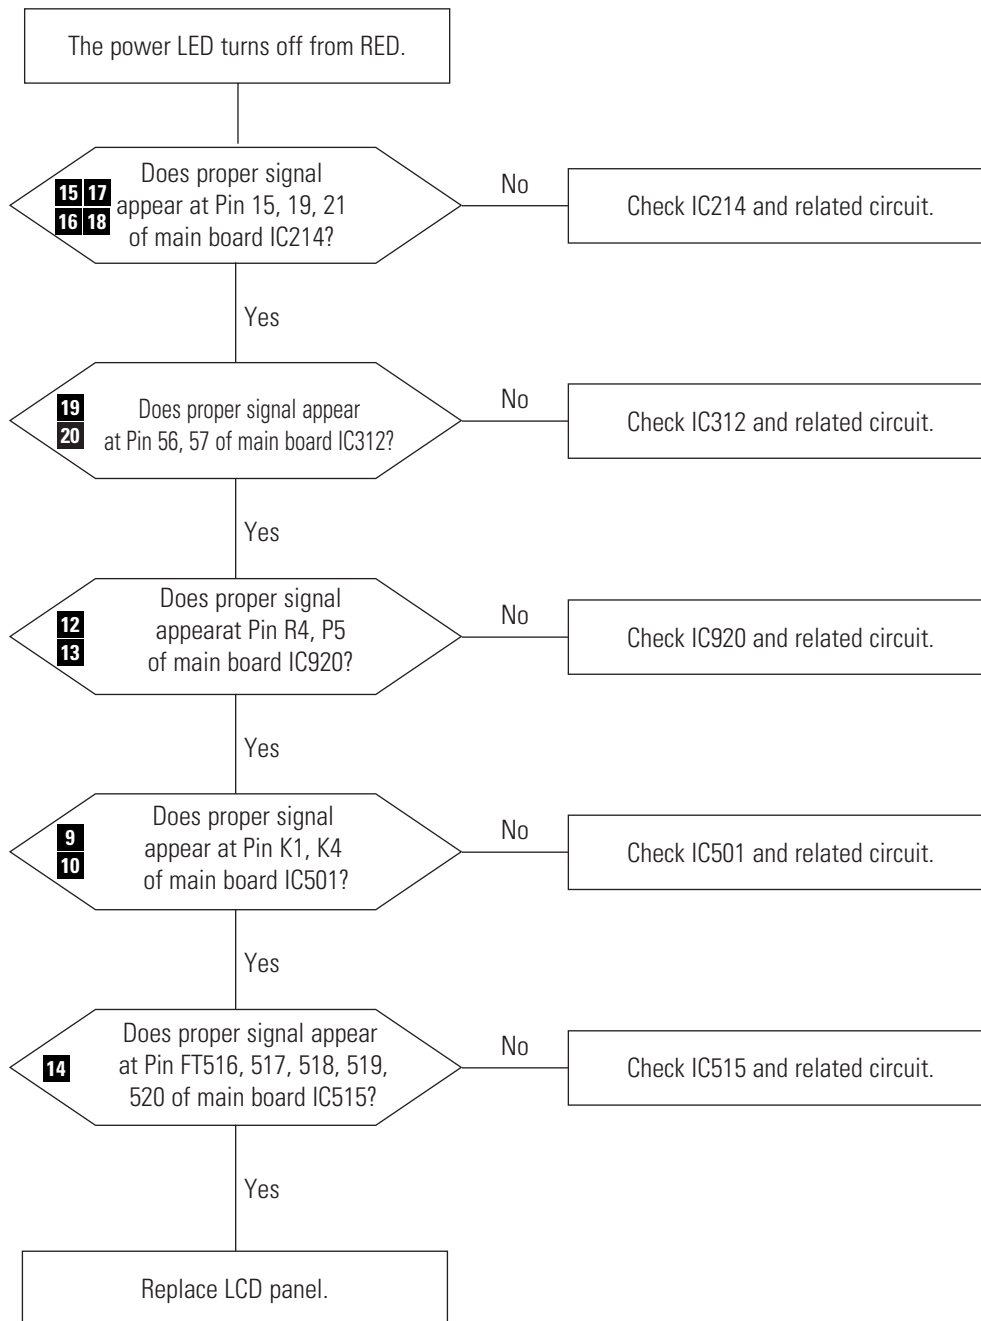 The power LED turns off from RED.
15 17
16 18
Does proper signal
appear at Pin 15, 19, 21
of main board IC214?
No
Check IC214 and related circuit.
Yes
19
20
Does proper signal appear
at Pin 56, 57 of main board IC312?
No
Check IC312 and related circuit.
Yes
12
13
Does proper signal
appearat Pin R4, P5
of main board IC920?
No
Check IC920 and related circuit.
Yes
9
10
Does proper signal
appear at Pin K1, K4
of main board IC501?
No
Check IC501 and related circuit.
Yes
14
Does proper signal appear
at Pin FT516, 517, 518, 519,
520 of main board IC515?
No
Check IC515 and related circuit.
Yes
Replace LCD panel.